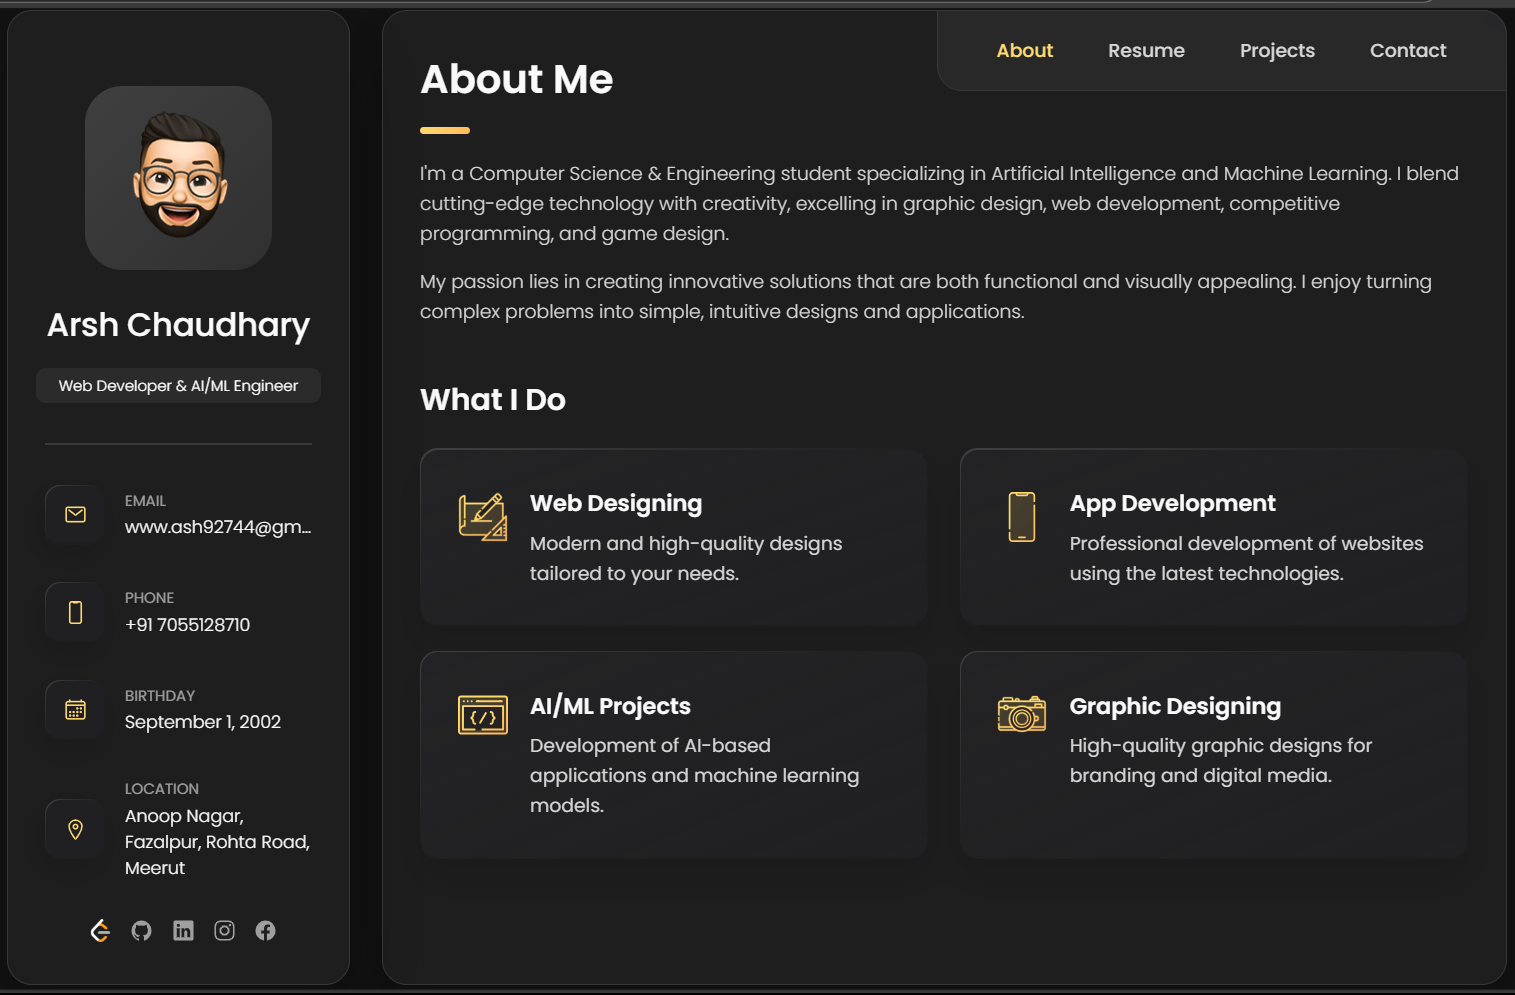 Arsh Chaudhary
Web Developer & AI/ML Engineer
EMAIL
www.ash92744@gm...
PHONE
+91 7055128710
BIRTHDAY
September 1, 2002
LOCATION
Anoop Nagar,
Fazalpur, Rohta Road,
Meerut
About
Resume
Projects
Contact
About Me
I'm a Computer Science & Engineering student specializing in Artificial Intelligence and Machine Learning. I blend
cutting-edge technology with creativity, excelling in graphic design, web development, competitive
programming, and game design.
My passion lies in creating innovative solutions that are both functional and visually appealing. I enjoy turning
complex problems into simple, intuitive designs and applications.
What I Do
Web Designing
Modern and high-quality designs
tailored to your needs.
App Development
Professional development of websites
using the latest technologies.
AI/ML Projects
Development of AI-based
applications and machine learning
models.
Graphic Designing
High-quality graphic designs for
branding and digital media.